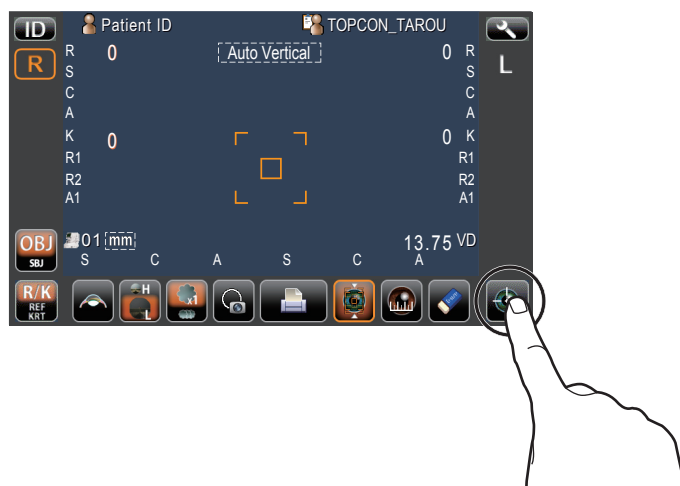 ID Patient ID TOPCON_TAROU
R R 0 Auto Vertical 0 R L
S S
C C
A A
K 0 0 K
R1 R1
R2 R2
A1 A1
OBJ 01 mm 13.75 VD
SBJ S C A S C A
R/K H x1
REF L
KRT